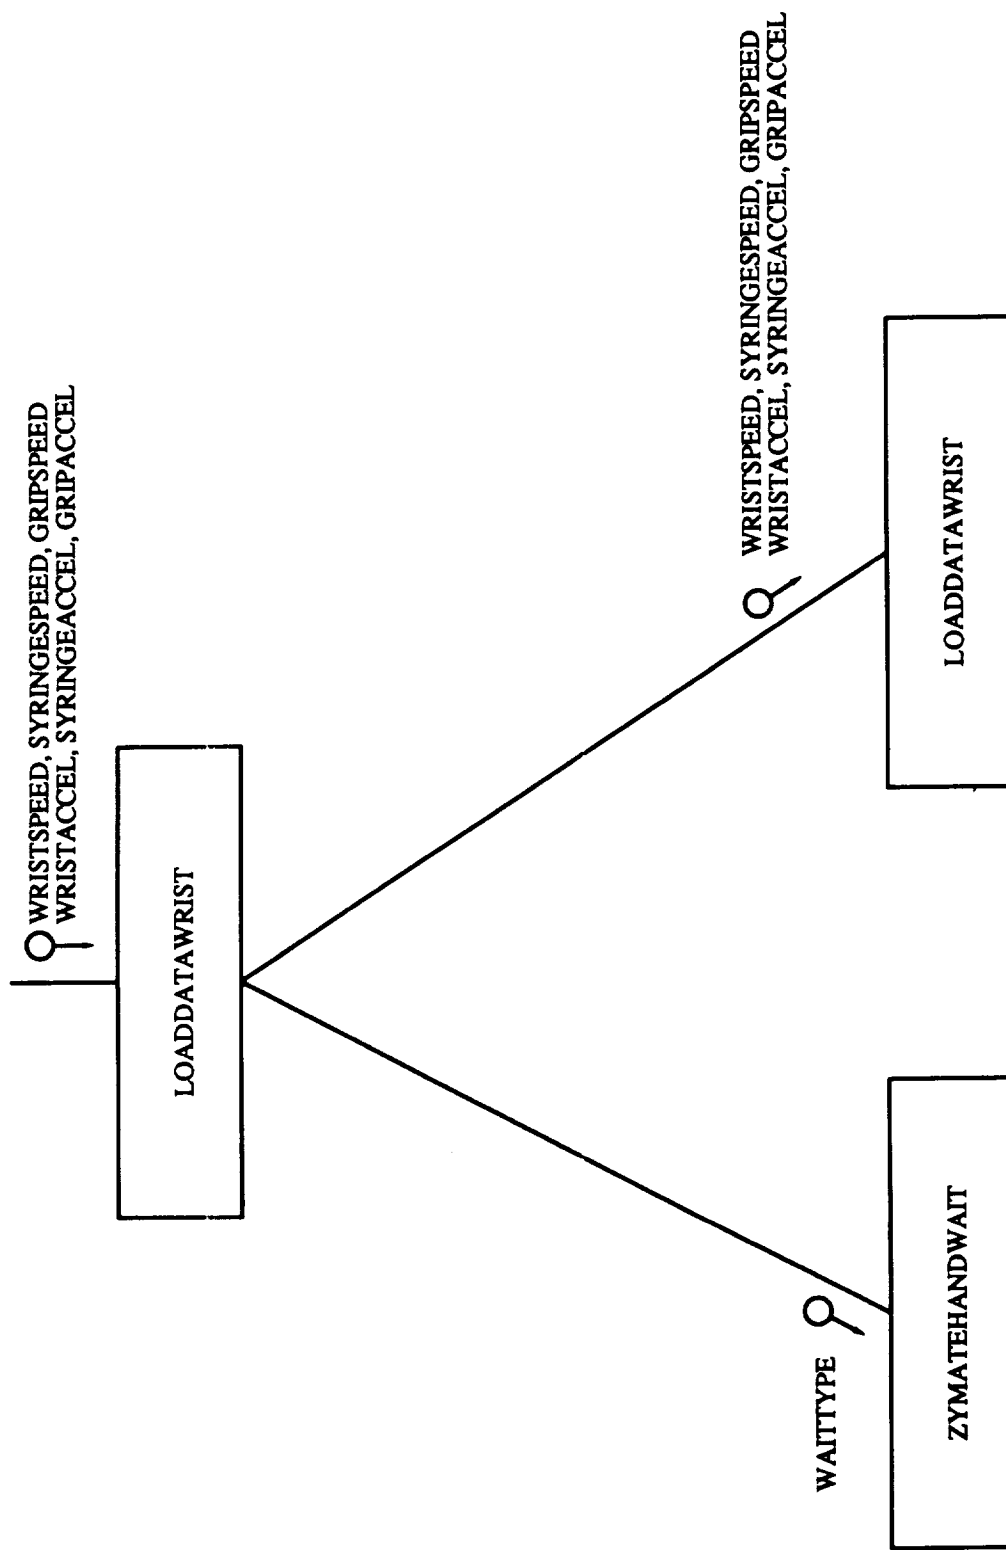 WRISTSPEED, SYRINGESPEED, GRIPSPEED
WRISTACCEL, SYRINGEACCEL, GRIPACCEL
LOADDATAWRIST
WAITTYPE
WRISTSPEED, SYRINGESPEED, GRIPSPEED
WRISTACCEL, SYRINGEACCEL, GRIPACCEL
ZYMATEHANDWAIT
LOADDATAWRIST